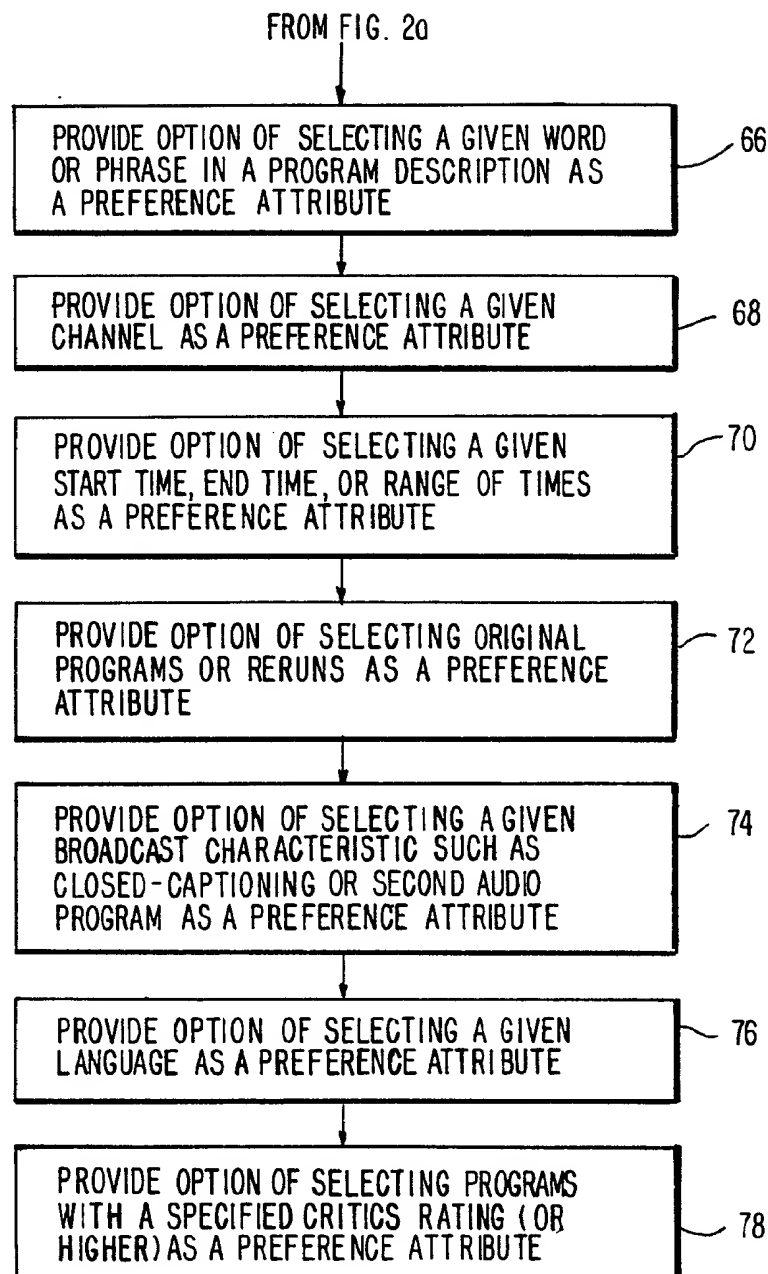 FROM FIG. 2a
PROVIDE OPTION OF SELECTING A GIVEN WORD
OR PHRASE IN A PROGRAM DESCRIPTION AS
A PREFERENCE ATTRIBUTE
66
PROVIDE OPTION OF SELECTING A GIVEN
CHANNEL AS A PREFERENCE ATTRIBUTE
68
PROVIDE OPTION OF SELECTING A GIVEN
START TIME, END TIME, OR RANGE OF TIMES
AS A PREFERENCE ATTRIBUTE
70
PROVIDE OPTION OF SELECTING ORIGINAL
PROGRAMS OR RERUNS AS A PREFERENCE
ATTRIBUTE
72
PROVIDE OPTION OF SELECTING A GIVEN
BROADCAST CHARACTERISTIC SUCH AS
CLOSED-CAPTIONING OR SECOND AUDIO
PROGRAM AS A PREFERENCE ATTRIBUTE
74
PROVIDE OPTION OF SELECTING A GIVEN
LANGUAGE AS A PREFERENCE ATTRIBUTE
76
PROVIDE OPTION OF SELECTING PROGRAMS
WITH A SPECIFIED CRITICS RATING (OR
HIGHER) AS A PREFERENCE ATTRIBUTE
78